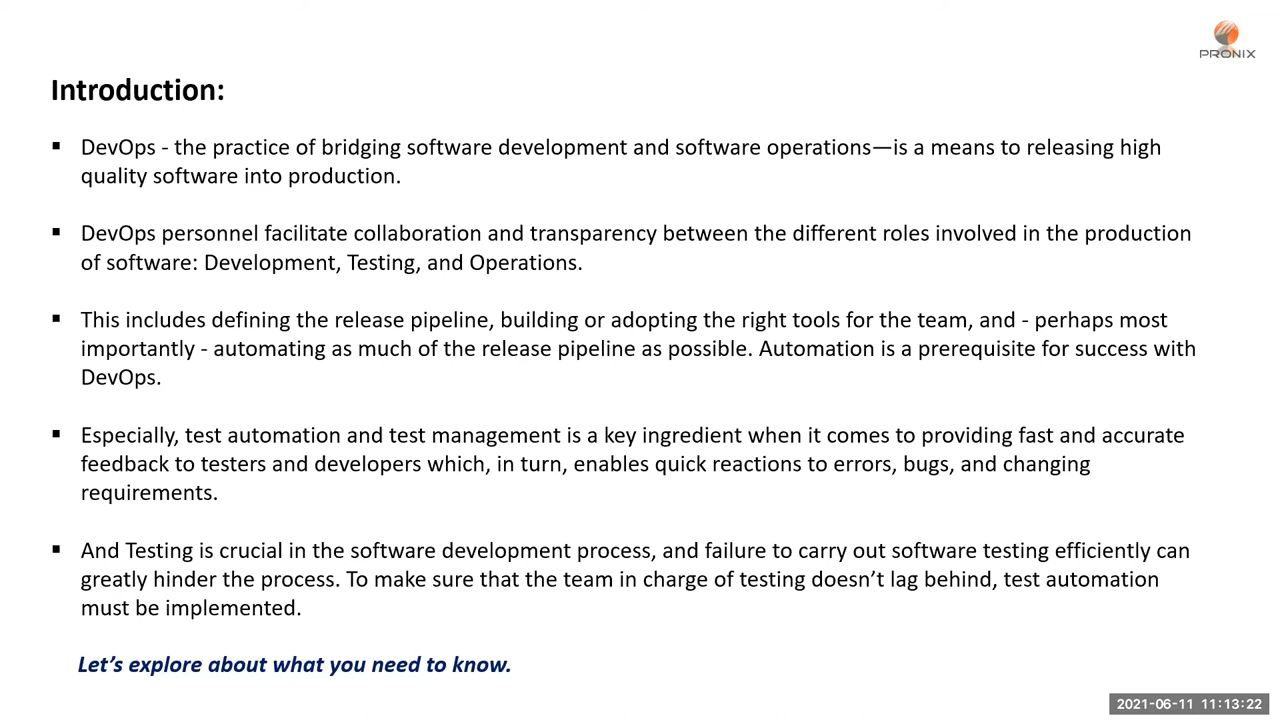 PRONIX
Introduction:
▪ DevOps - the practice of bridging software development and software operations—is a means to releasing high
quality software into production.
▪ DevOps personnel facilitate collaboration and transparency between the different roles involved in the production
of software: Development, Testing, and Operations.
▪ This includes defining the release pipeline, building or adopting the right tools for the team, and - perhaps most
importantly - automating as much of the release pipeline as possible. Automation is a prerequisite for success with
DevOps.
▪ Especially, test automation and test management is a key ingredient when it comes to providing fast and accurate
feedback to testers and developers which, in turn, enables quick reactions to errors, bugs, and changing
requirements.
▪ And Testing is crucial in the software development process, and failure to carry out software testing efficiently can
greatly hinder the process. To make sure that the team in charge of testing doesn’t lag behind, test automation
must be implemented.
Let’s explore about what you need to know.
2021-06-11 11:13:22